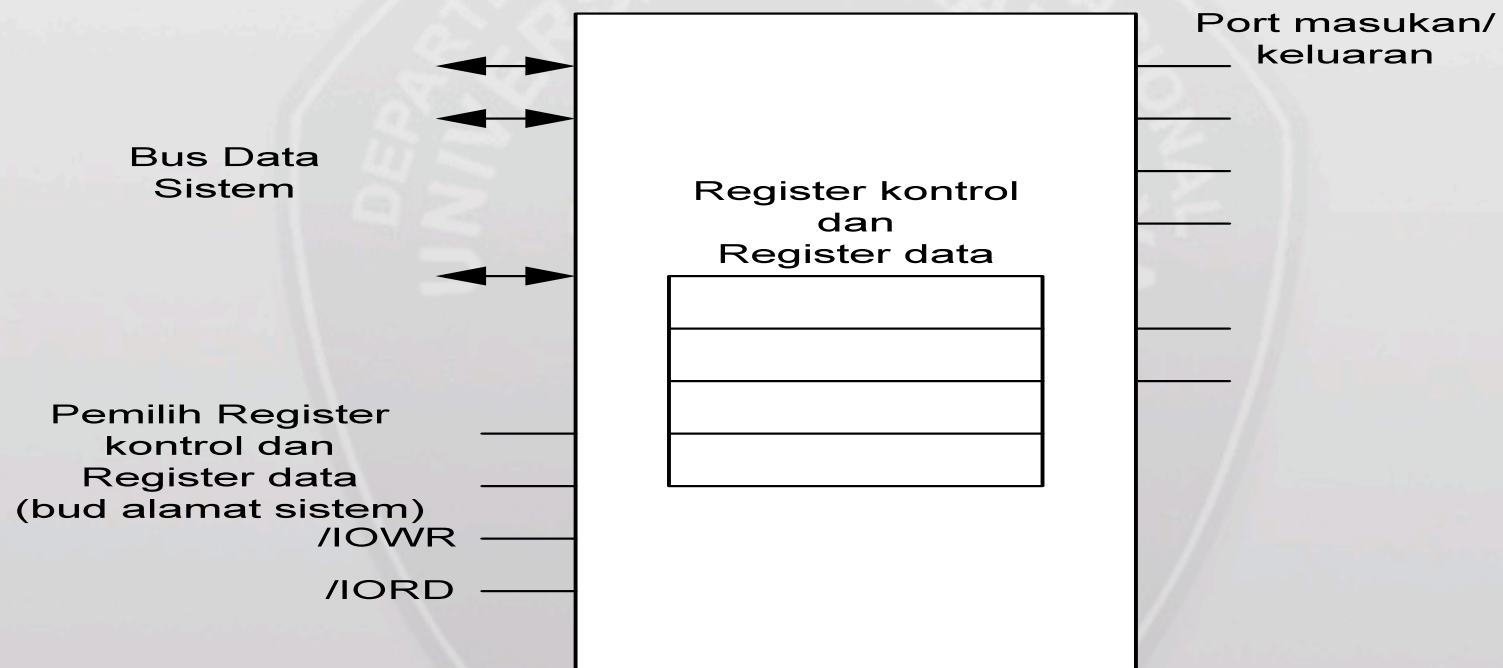 Port masukan/
keluaran
Bus Data
Sistem
Register kontrol
dan
Register data
Pemilih Register
kontrol dan
Register data
(bud alamat sistem)
/IOWR
/IORD